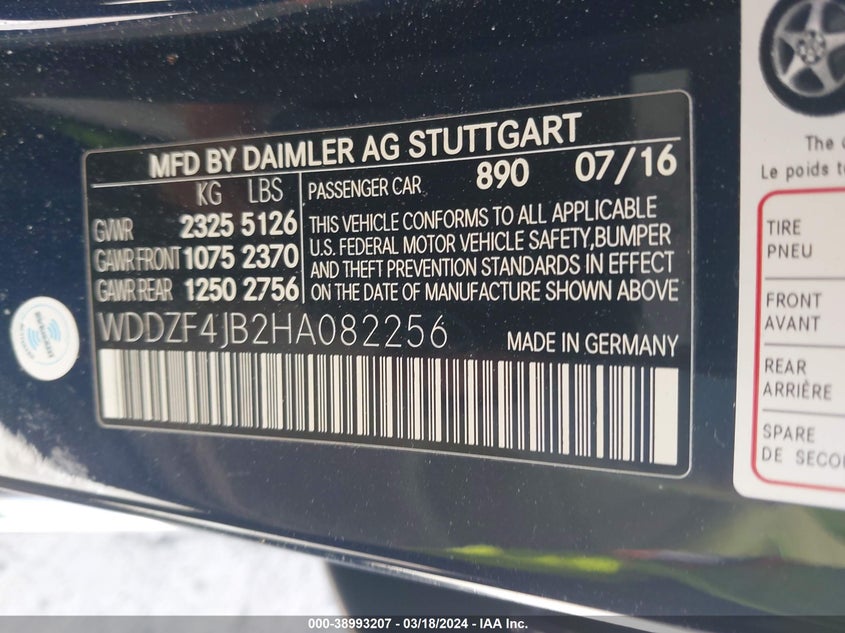 MFD BY DAIMLER AG STUTTGART
KG LBS
GVWR 2325 5126
GAWR FRONT 1075 2370
GAWR REAR 1250 2756
PASSENGER CAR 890 07/16
THIS VEHICLE CONFORMS TO ALL APPLICABLE
U.S. FEDERAL MOTOR VEHICLE SAFETY, BUMPER
AND THEFT PREVENTION STANDARDS IN EFFECT
ON THE DATE OF MANUFACTURE SHOWN ABOVE
WDDZF4JB2HA082256
MADE IN GERMANY
The
Le poids
TIRE
PNEU
FRONT
AVANT
REAR
ARRIÈRE
SPARE
DE
000-38993207 - 03/18/2024 - IAA Inc.